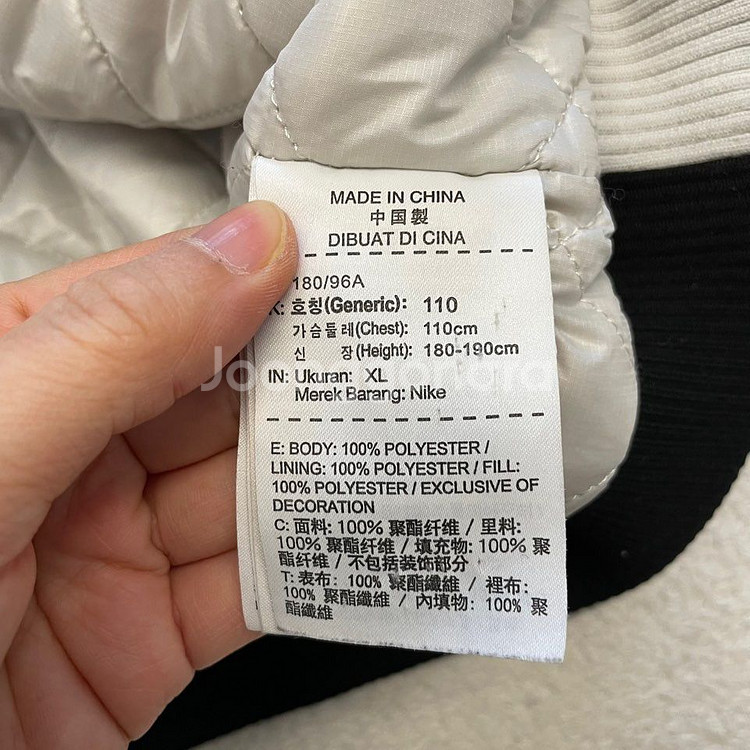 MADE IN CHINA
中国製
DIBUAT DI CINA
180/96A
K: 호칭(Generic): 110
가슴둘레(Chest): 110cm
신 장(Height): 180-190cm
IN: Ukuran: XL
Merek Barang: Nike
E: BODY: 100% POLYESTER /
LINING: 100% POLYESTER / FILL:
100% POLYESTER / EXCLUSIVE OF
DECORATION
C: 面料: 100% 聚酯纤维 / 里料:
100% 聚酯纤维 / 填充物: 100% 聚
酯纤维 / 不包括装饰部分
T: 表布: 100% 聚酯纖維 / 裡布:
100% 聚酯纖維 / 內填物: 100% 聚
酯纖維